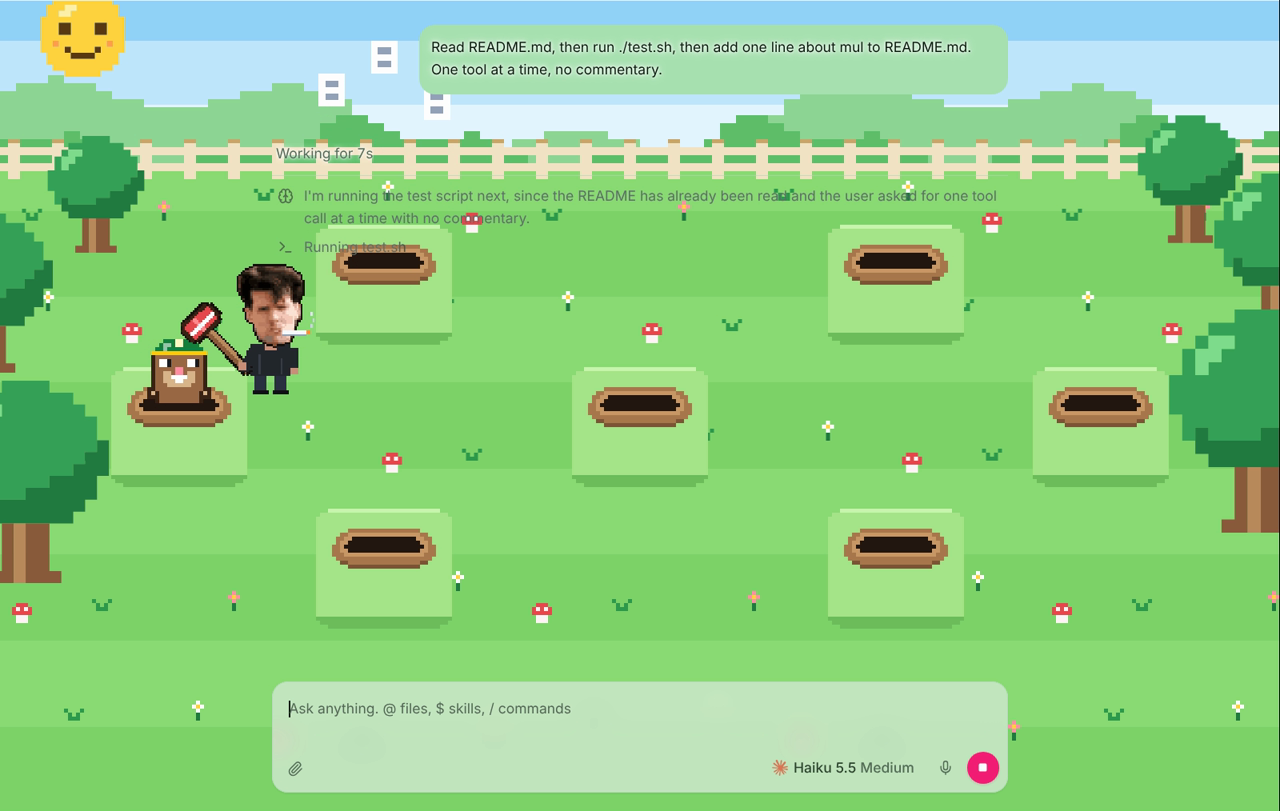 Read README.md, then run ./test.sh, then add one line about mul to README.md.
One tool at a time, no commentary.
Working for 7s
I'm running the test script next, since the README has already been read and the user asked for one tool
call at a time with no commentary.
Running test.sh
Ask anything. @ files, $ skills, / commands
Haiku 5.5 Medium